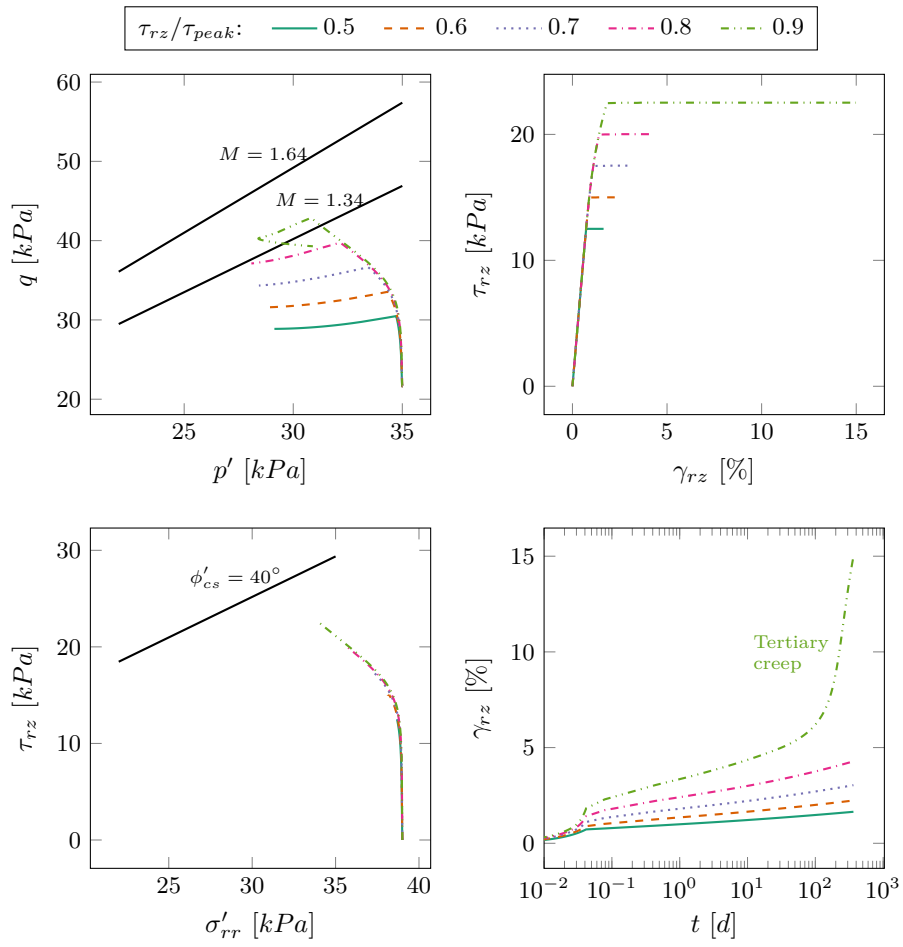 τrz/τpeak: 0.5 0.6 0.7 0.8 0.9
60
50
40
30
20
q [kPa]
M = 1.64
M = 1.34
25 30 35
p′ [kPa]
20
10
0
τrz [kPa]
0 5 10 15
γrz [%]
30
20
10
0
τrz [kPa]
φ′cs = 40°
25 30 35 40
σ′rr [kPa]
15
10
5
0
γrz [%]
Tertiary
creep
10−2 10−1 100 101 102 103
t [d]